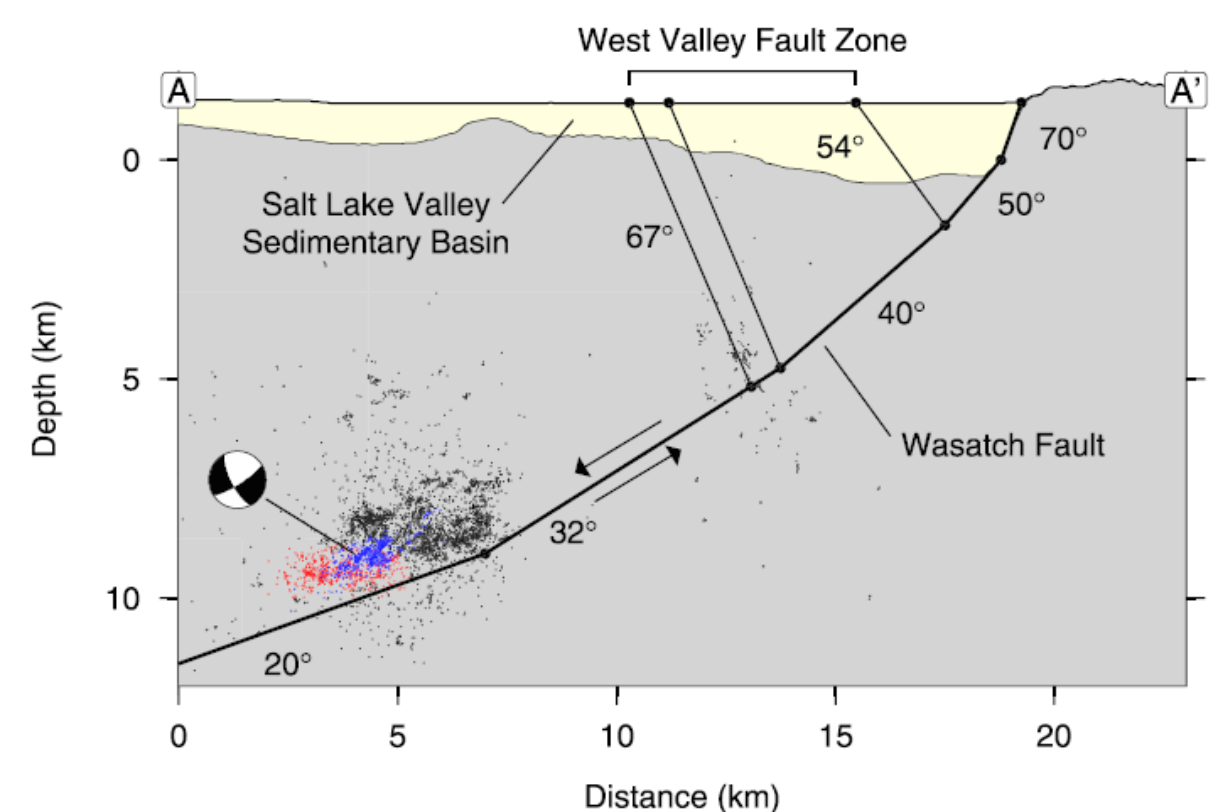 West Valley Fault Zone
A
A’
70°
54°
0
50°
Salt Lake Valley
Sedimentary Basin
67°
40°
Depth (km)
5
Wasatch Fault
32°
10
20°
0
5
10
15
20
Distance (km)